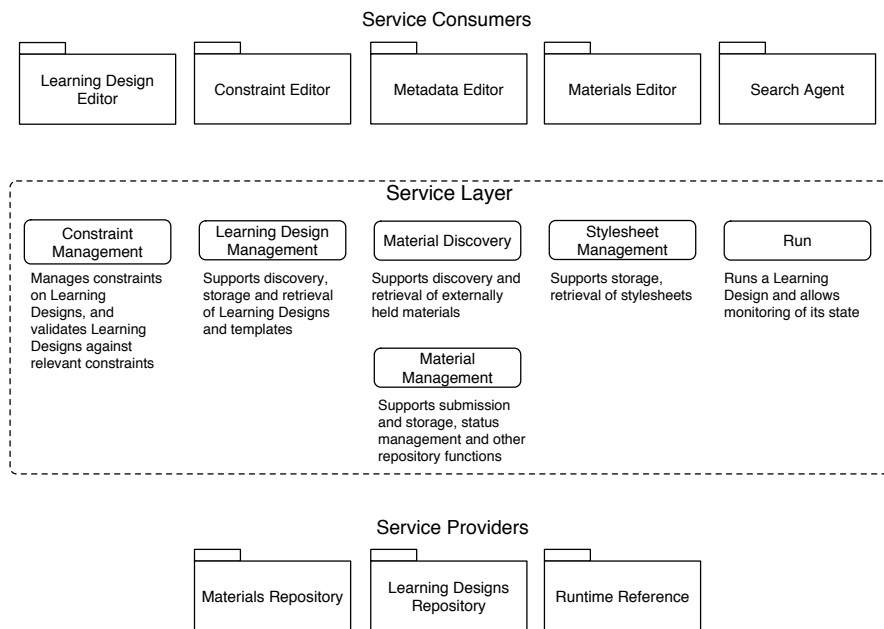 Service Consumers
Learning Design
Editor
Constraint Editor
Metadata Editor
Materials Editor
Search Agent
Service Layer
Constraint
Management
Manages constraints
on Learning
Designs, and
validates Learning
Designs against
relevant constraints
Learning Design
Management
Supports discovery,
storage and retrieval
of Learning Designs
and templates
Material Discovery
Supports discovery and
retrieval of externally
held materials
Material
Management
Supports submission
and storage, status
management and other
repository functions
Stylesheet
Management
Supports storage,
retrieval of stylesheets
Run
Runs a Learning
Design and allows
monitoring of its state
Service Providers
Materials Repository
Learning Designs
Repository
Runtime Reference